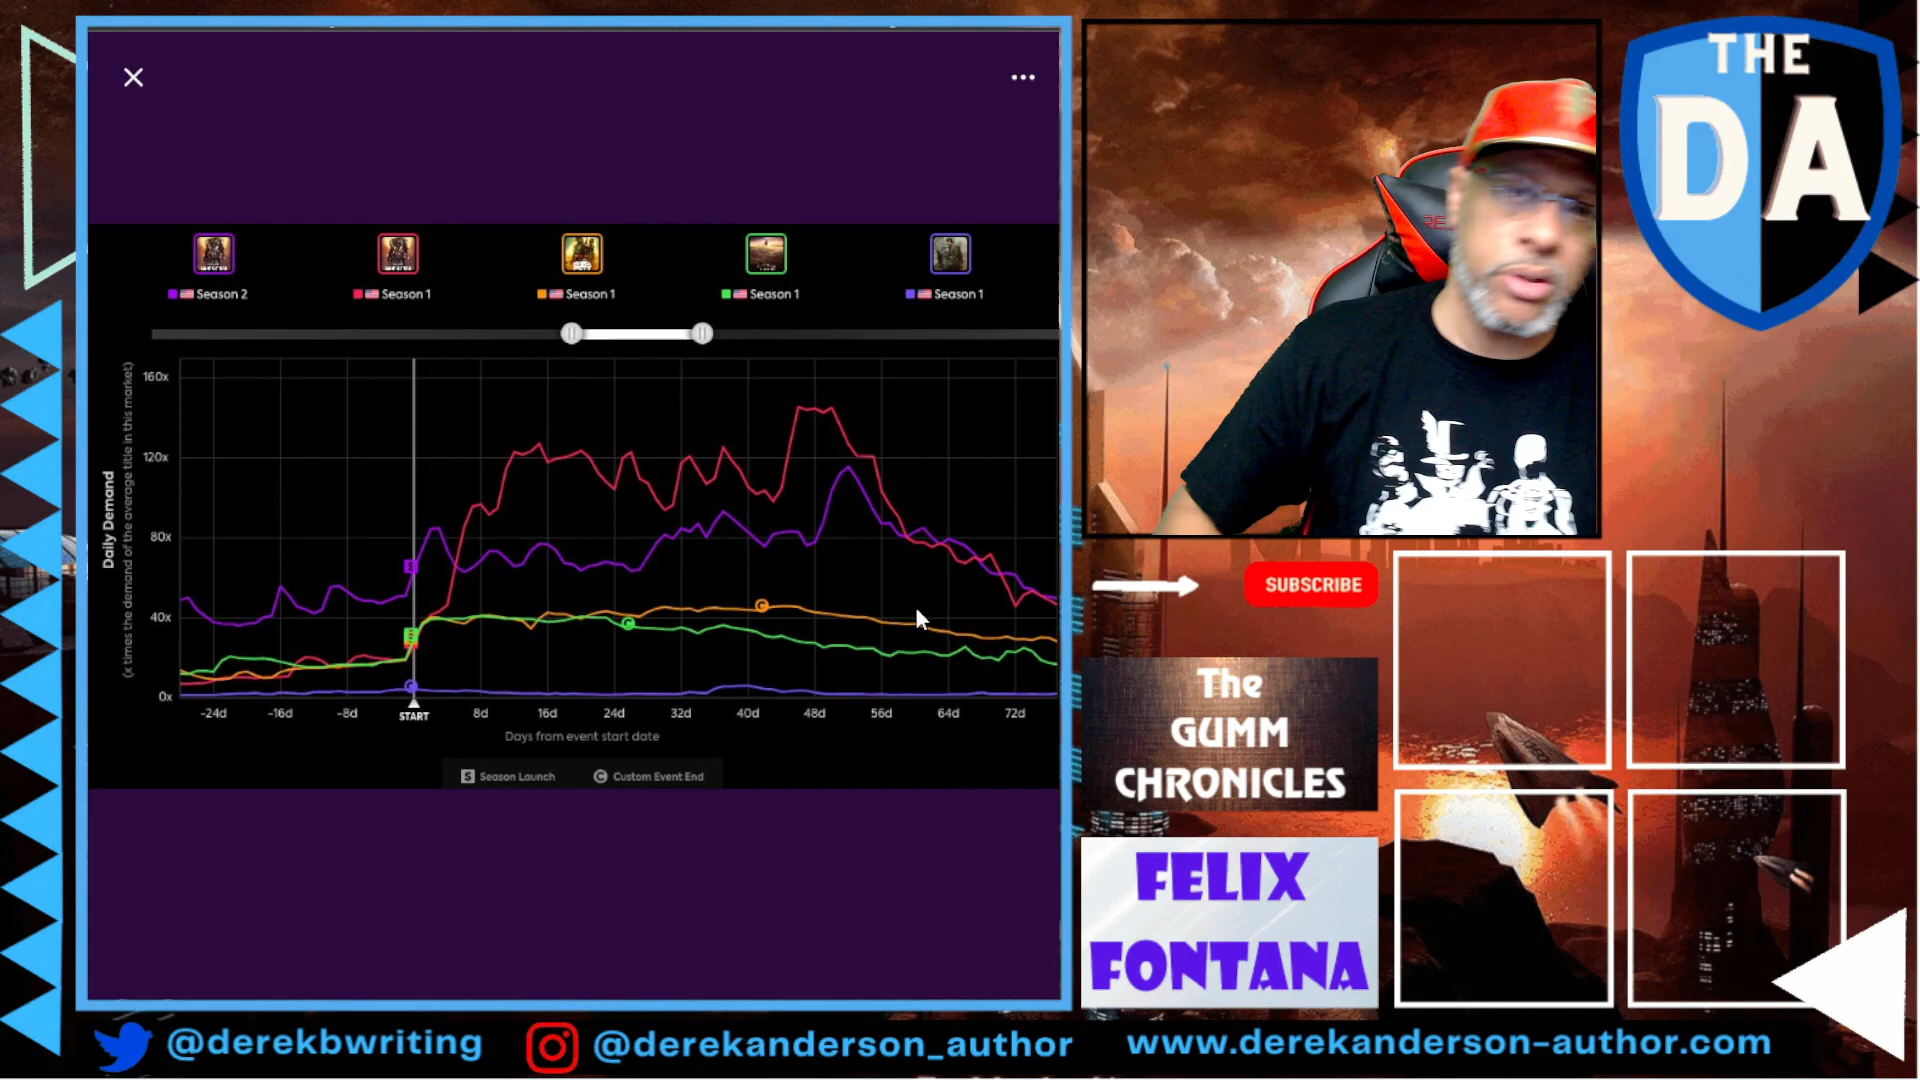 THE
DA
Season 2
Season 1
Season 1
Season 1
Season 1
Daily Demand
(x times the demand of the average title in this market)
160x
120x
80x
40x
0x
-24d
-16d
-8d
START
8d
16d
24d
32d
40d
48d
56d
64d
72d
Days from event start date
S Season Launch
C Custom Event End
SUBSCRIBE
The
GUMM
CHRONICLES
FELIX
FONTANA
@derekbwriting
@derekanderson_author
www.derekanderson-author.com